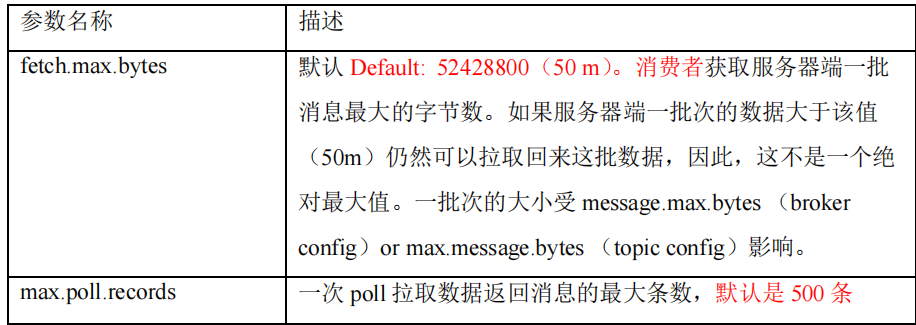 参数名称 描述
fetch.max.bytes 默认 Default: 52428800（50 m）。消费者获取服务器端一批
消息最大的字节数。如果服务器端一批次的数据大于该值
（50m）仍然可以拉取回来这批数据，因此，这不是一个绝
对最大值。一批次的大小受 message.max.bytes （broker
config）or max.message.bytes （topic config）影响。
max.poll.records 一次 poll 拉取数据返回消息的最大条数，默认是 500 条